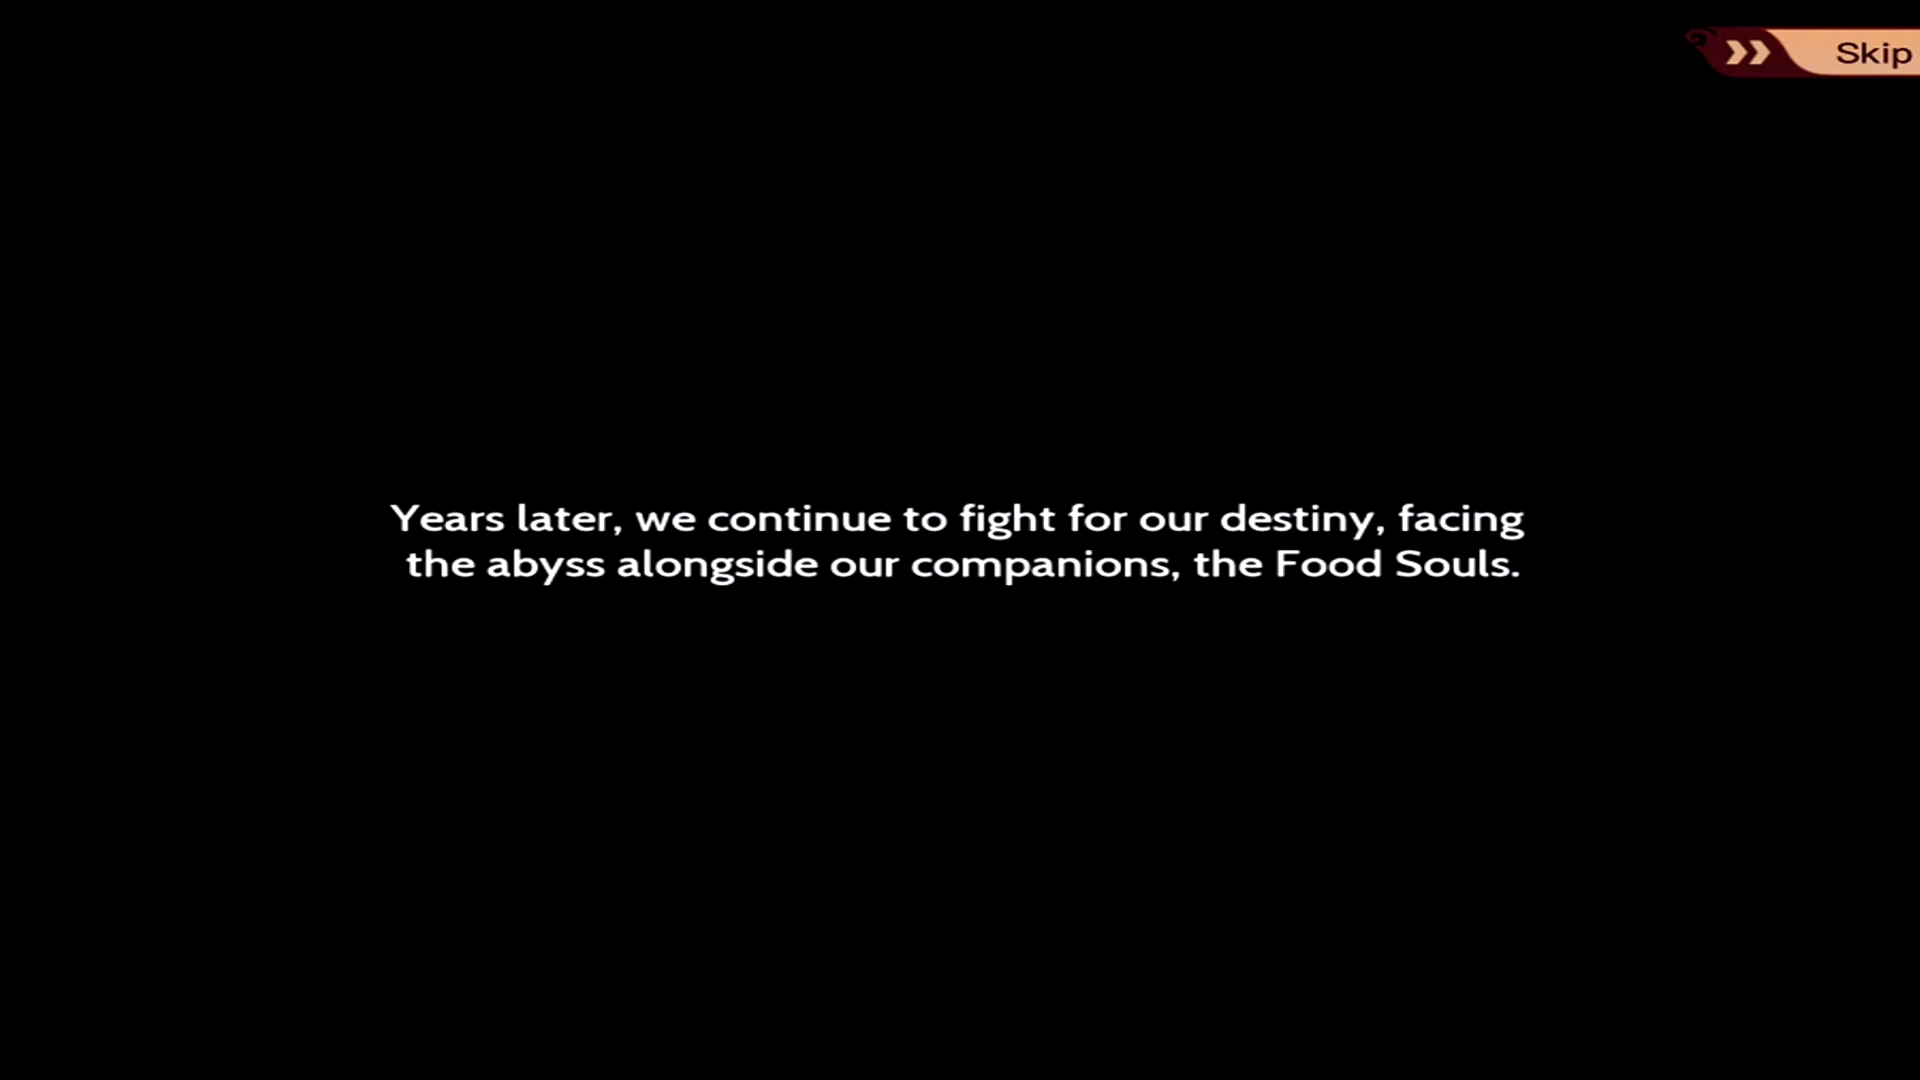 Skip
Years later, we continue to fight for our destiny, facing
the abyss alongside our companions, the Food Souls.